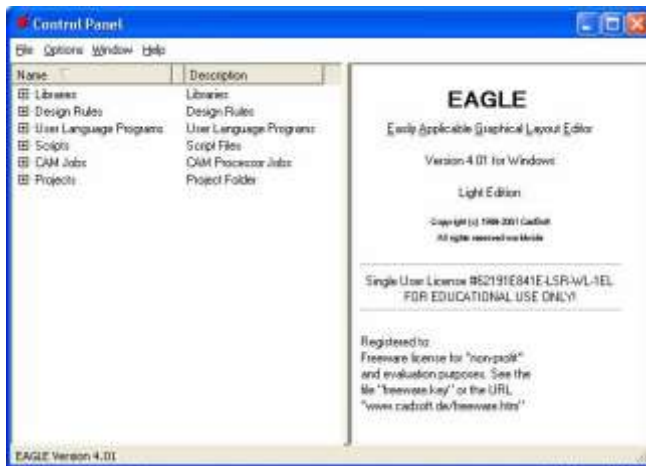 Control Panel
File Options Window Help
Name Description
Libraries Libraries
Design Rules Design Rules
User Language Programs User Language Programs
Scripts Script Files
CAM Jobs CAM Processor Jobs
Projects Project Folder
EAGLE
Easily Applicable Graphical Layout Editor
Version 4.01 for Windows
Light Edition
Copyright (c) 1988-2001 CadSoft
All rights reserved worldwide
Single User License #62191E841E-LSR-WL-1EL
FOR EDUCATIONAL USE ONLY!
Registered to:
Freeware license for "non-profit"
and evaluation purposes. See the
file "freeware.key" or the URL
"www.cadsoft.de/freeware.htm"
EAGLE Version 4.01